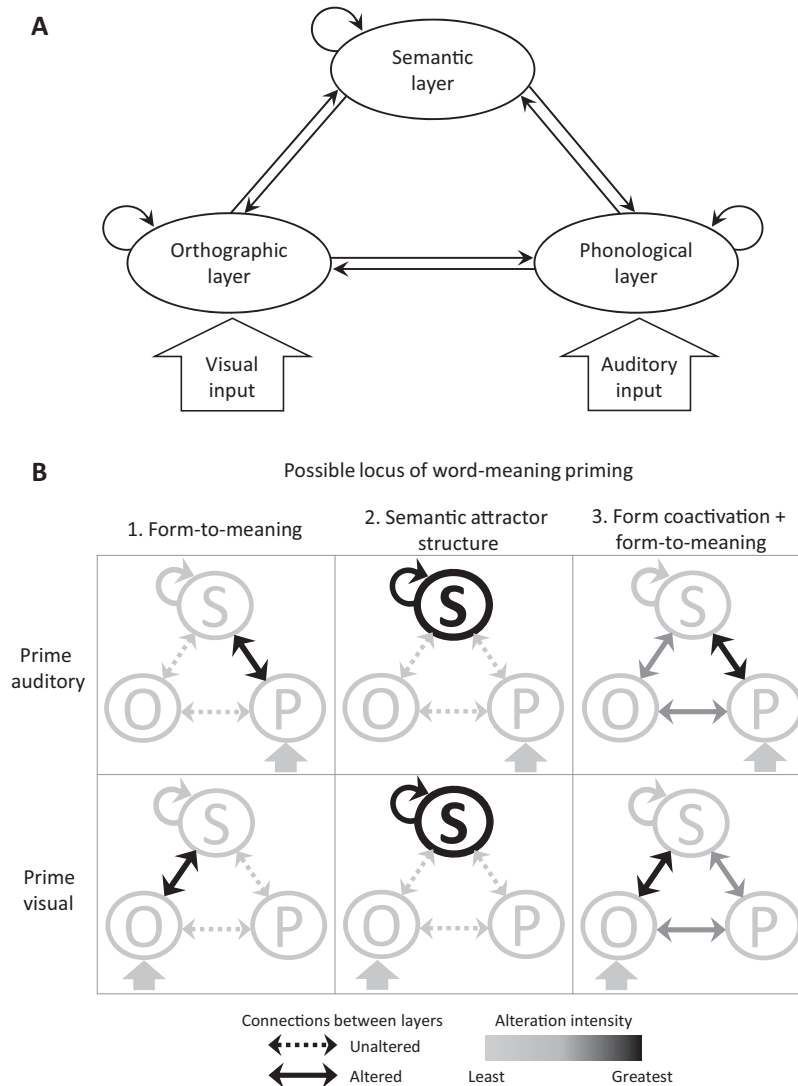 A
Semantic
layer
Orthographic
layer
Phonological
layer
Visual
input
Auditory
input
B
Possible locus of word-meaning priming
1. Form-to-meaning
2. Semantic attractor
structure
3. Form coactivation +
form-to-meaning
Prime
auditory
S
O
P
S
O
P
S
O
P
Prime
visual
S
O
P
S
O
P
S
O
P
Connections between layers
Unaltered
Altered
Alteration intensity
Least
Greatest